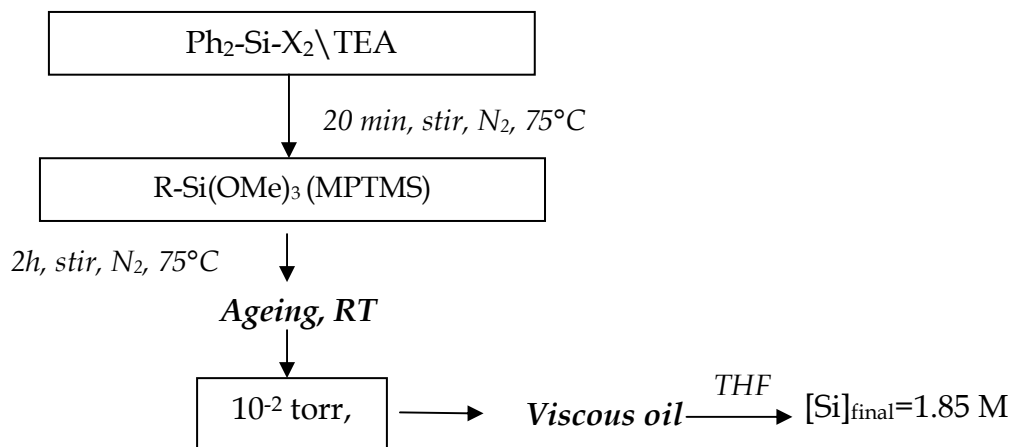 Ph₂-Si-X₂\TEA
20 min, stir, N₂, 75°C
R-Si(OMe)₃ (MPTMS)
2h, stir, N₂, 75°C
Ageing, RT
10⁻² torr,
Viscous oil
THF
[Si]final=1.85 M